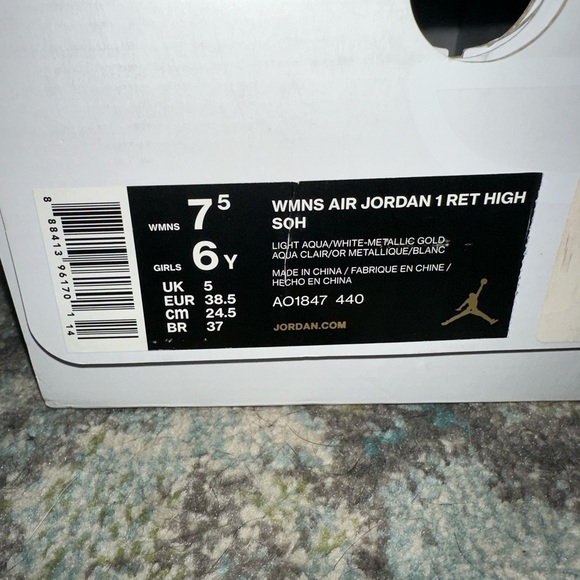 8 88413 96170 1 14
WMNS 7 5
GIRLS 6 Y
UK 5
EUR 38.5
cm 24.5
BR 37
WMNS AIR JORDAN 1 RET HIGH
SOH
LIGHT AQUA/WHITE-METALLIC GOLD
AQUA CLAIR/OR METALLIQUE/BLANC
MADE IN CHINA / FABRIQUE EN CHINE /
HECHO EN CHINA
AO1847 440
JORDAN.COM